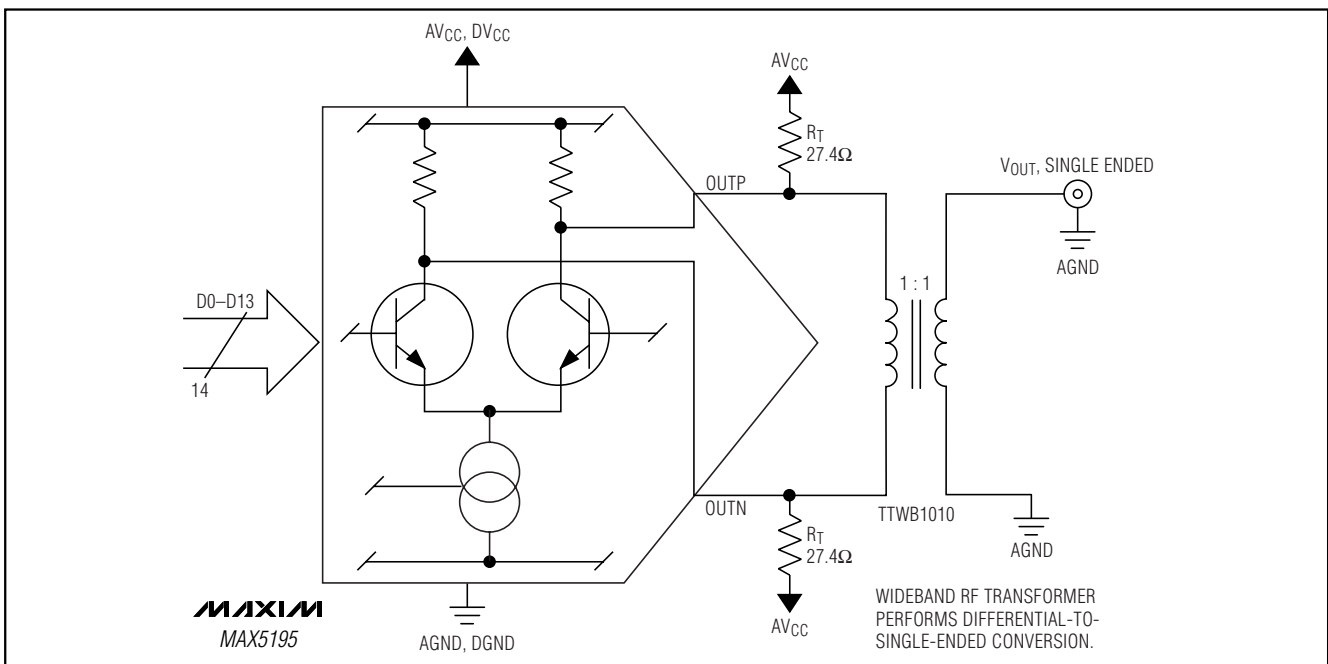 AVCC, DVCC
AVCC
RT
27.4Ω
VOUT, SINGLE ENDED
OUTP
AGND
1 : 1
D0–D13
14
OUTN
TTWB1010
AGND
RT
27.4Ω
WIDEBAND RF TRANSFORMER
PERFORMS DIFFERENTIAL-TO-
SINGLE-ENDED CONVERSION.
MAXIM
MAX5195
AGND, DGND
AVCC